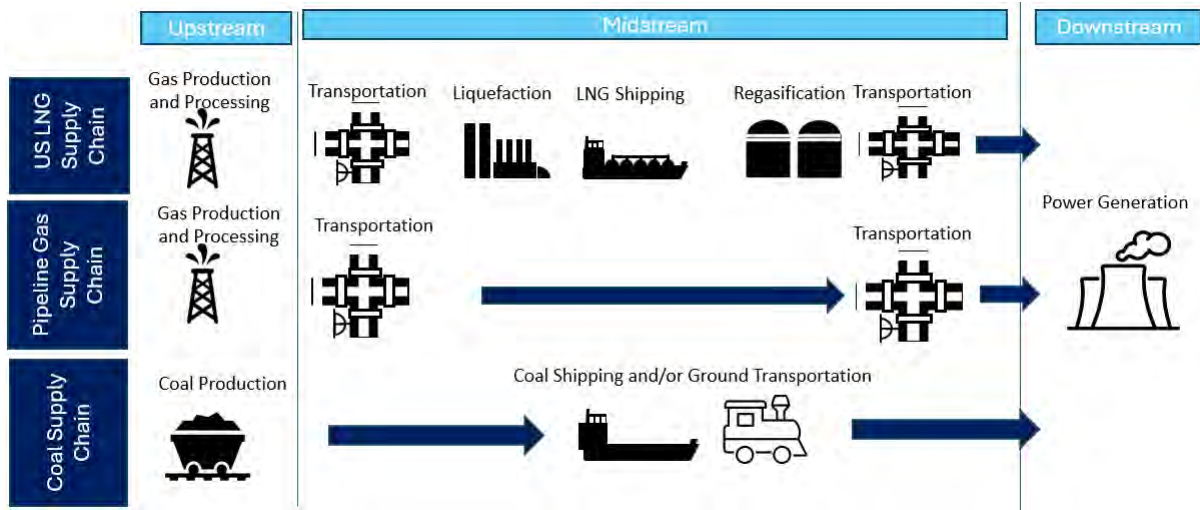 Upstream
Midstream
Downstream
US LNG
Supply
Chain
Gas Production
and Processing
Transportation
Liquefaction
LNG Shipping
Regasification
Transportation
Pipeline Gas
Supply
Chain
Gas Production
and Processing
Transportation
Transportation
Power Generation
Coal Supply
Chain
Coal Production
Coal Shipping and/or Ground Transportation